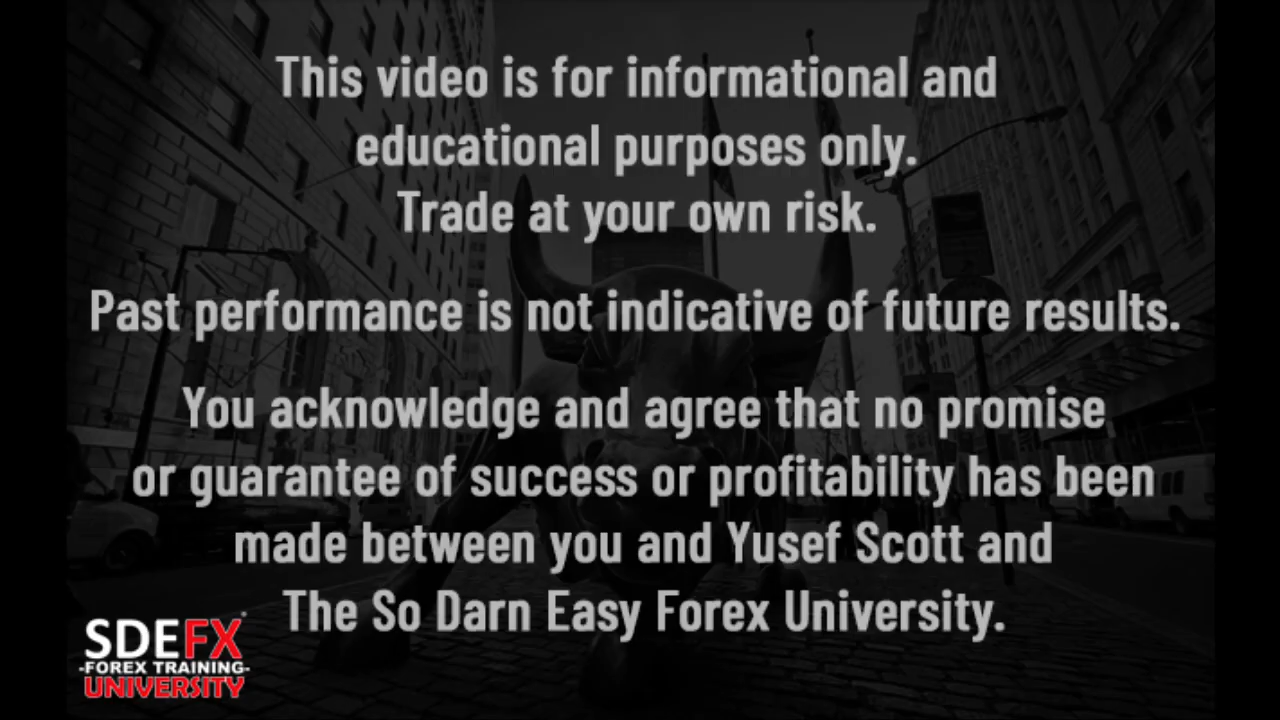 This video is for informational and
educational purposes only.
Trade at your own risk.
Past performance is not indicative of future results.
You acknowledge and agree that no promise
or guarantee of success or profitability has been
made between you and Yusef Scott and
The So Darn Easy Forex University.
SDEFX
-FOREX TRAINING-
UNIVERSITY